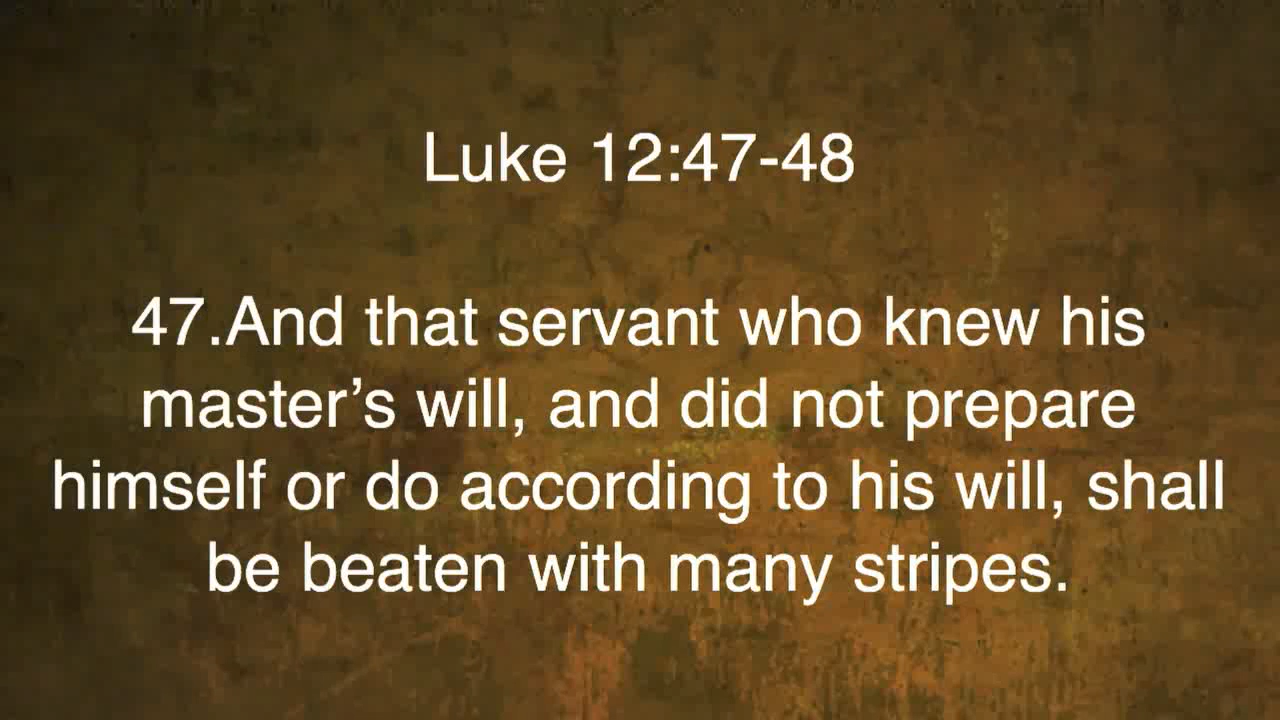 Luke 12:47-48
47.And that servant who knew his
master’s will, and did not prepare
himself or do according to his will, shall
be beaten with many stripes.